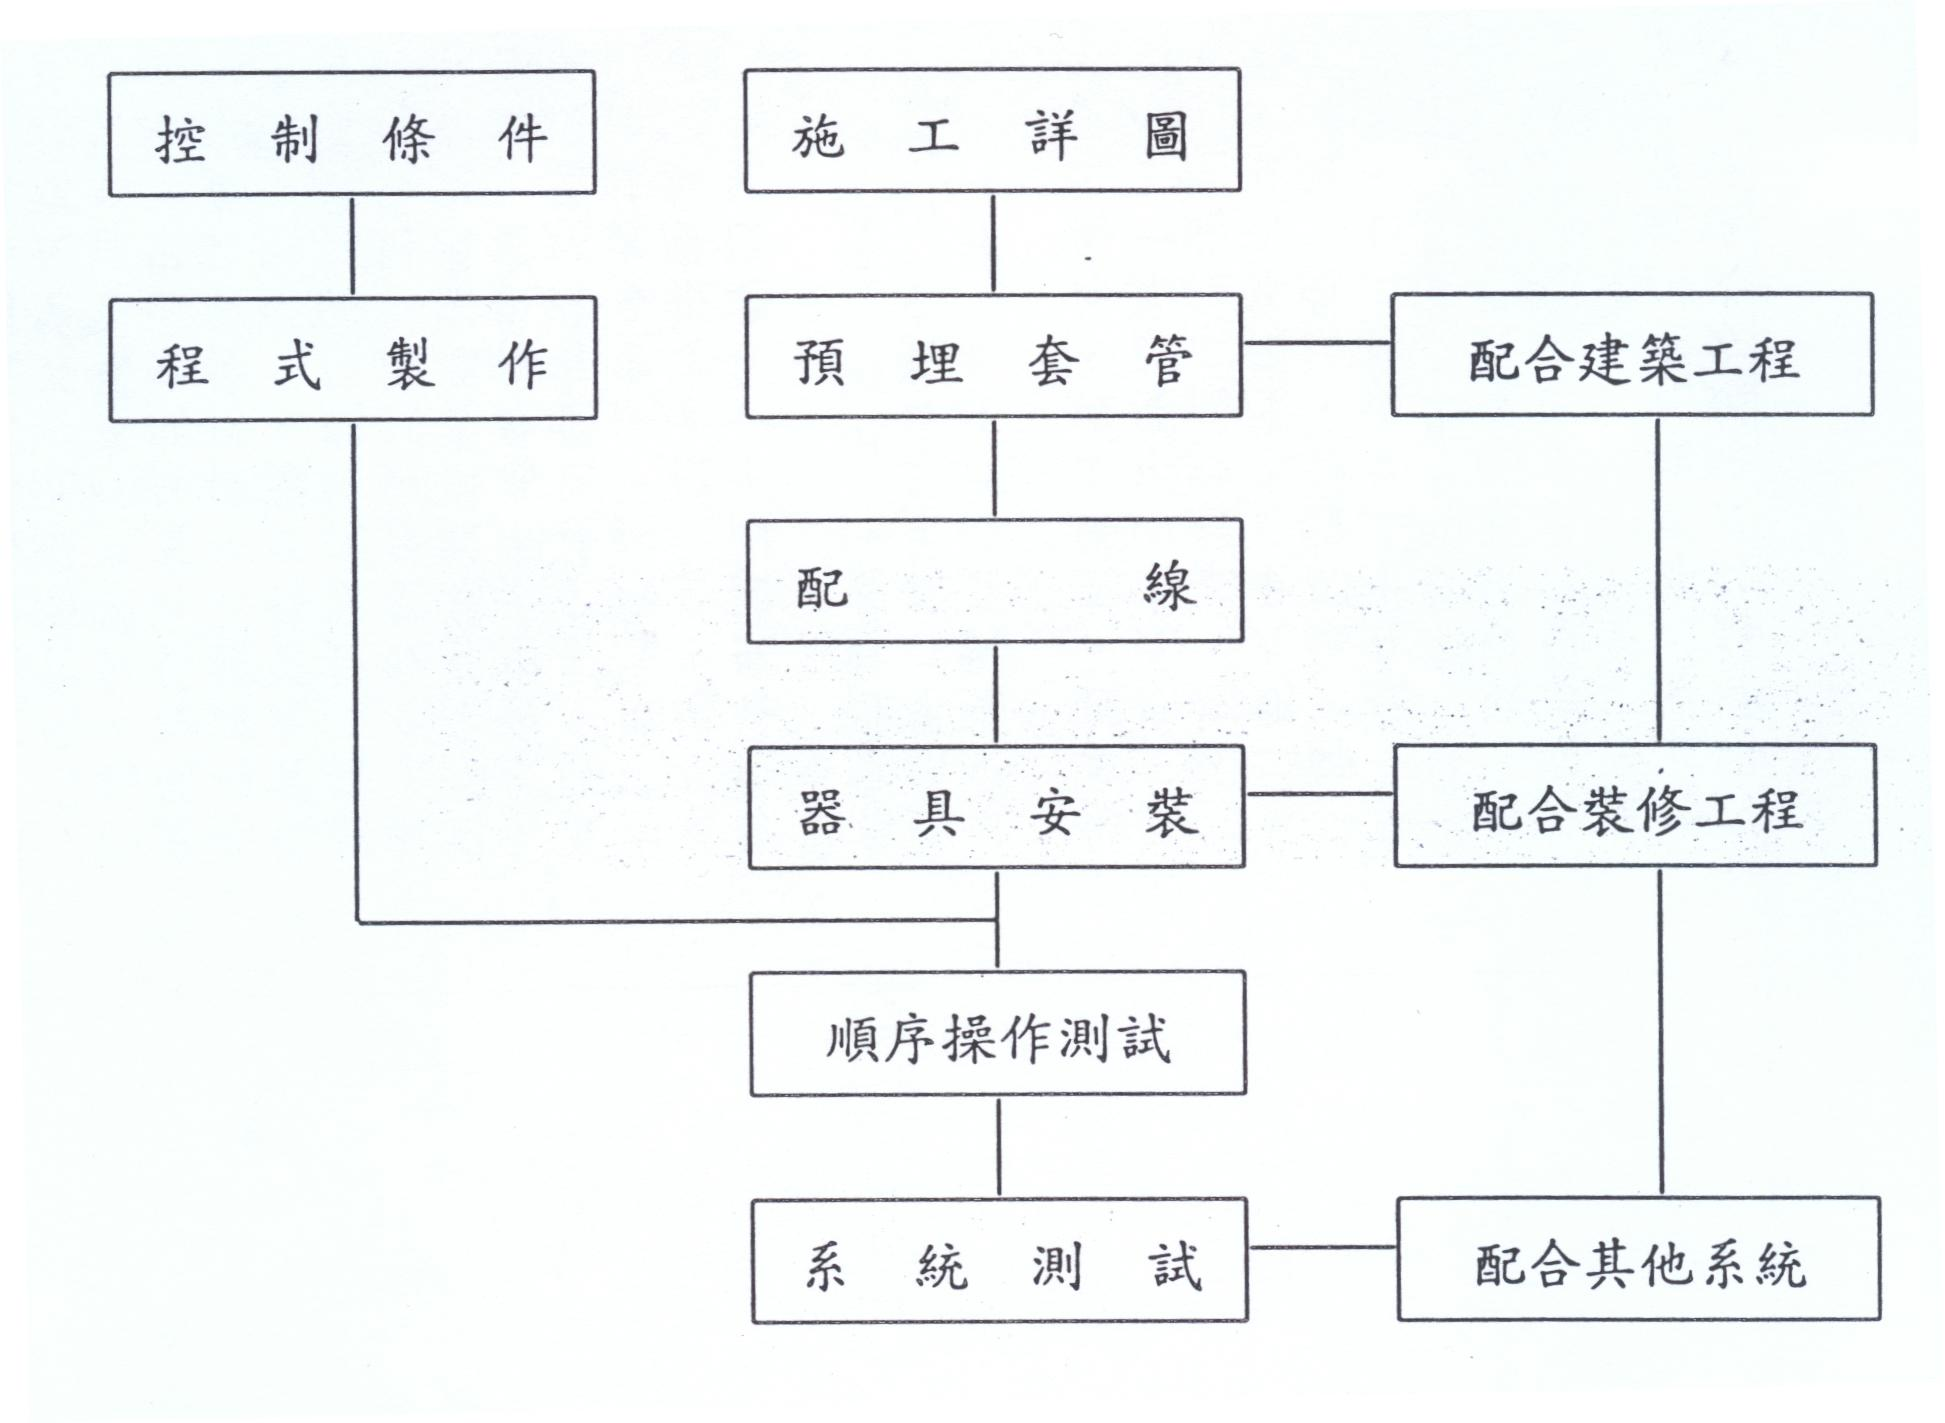 控制條件
施工詳圖
程式製作
預埋套管
配合建築工程
配線
器具安裝
配合裝修工程
順序操作測試
系統測試
配合其他系統